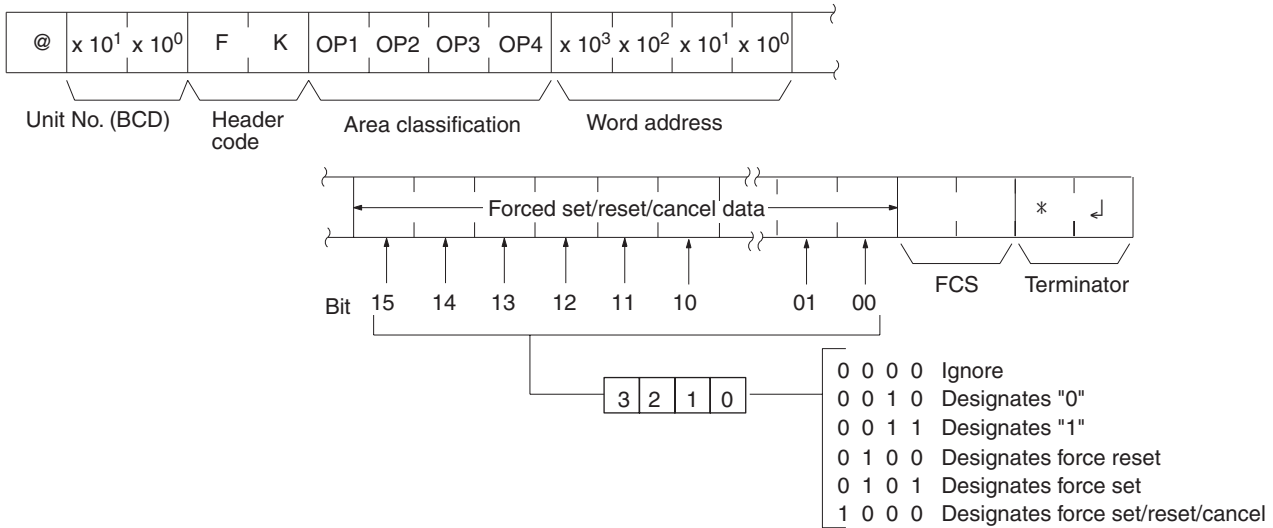 @ x 10¹ x 10⁰ F K OP1 OP2 OP3 OP4 x 10³ x 10² x 10¹ x 10⁰
Unit No. (BCD) Header code Area classification Word address
Forced set/reset/cancel data * ↵
Bit 15 14 13 12 11 10 01 00 FCS Terminator
3 2 1 0
0 0 0 0 Ignore
0 0 1 0 Designates "0"
0 0 1 1 Designates "1"
0 1 0 0 Designates force reset
0 1 0 1 Designates force set
1 0 0 0 Designates force set/reset/cancel